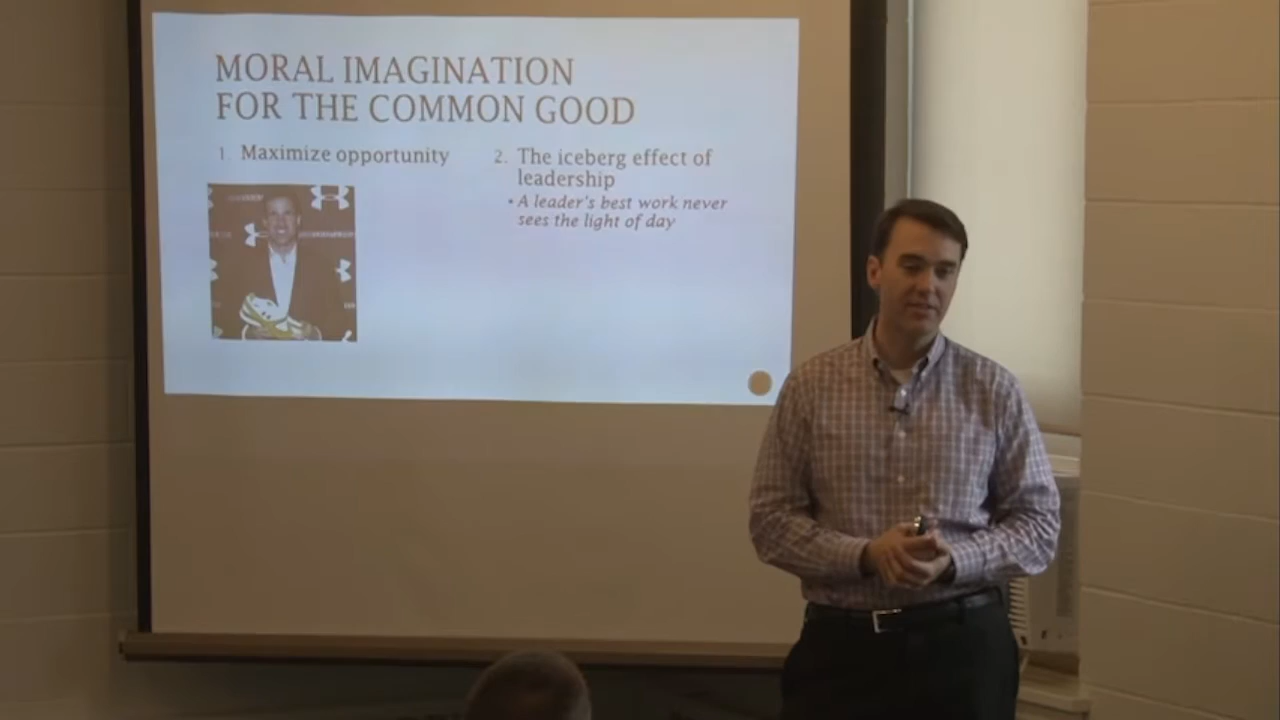 MORAL IMAGINATION
FOR THE COMMON GOOD
1. Maximize opportunity
2. The iceberg effect of
leadership
• A leader's best work never
sees the light of day